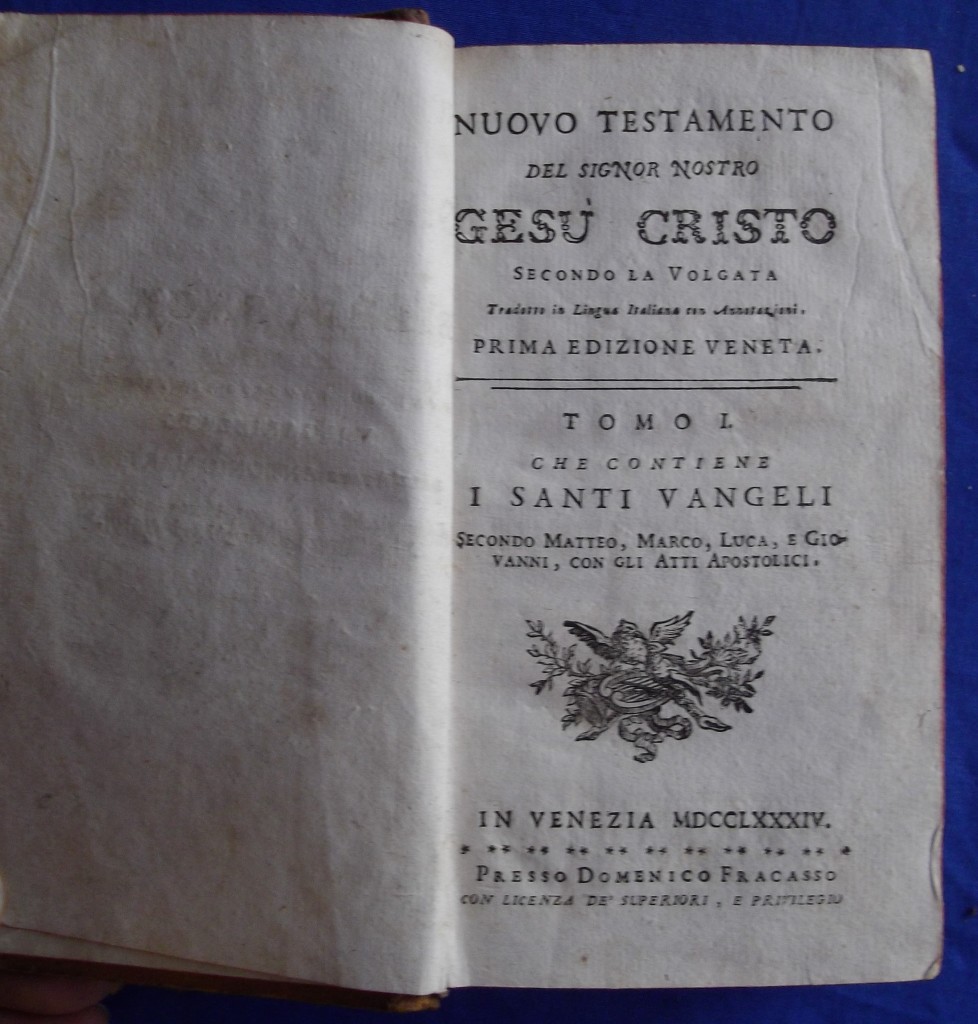 NUOVO TESTAMENTO
DEL SIGNOR NOSTRO
GESÙ CRISTO
SECONDO LA VOLGATA
Tradotto in Lingua Italiana con Annotazioni.
PRIMA EDIZIONE VENETA.
TOMO I.
CHE CONTIENE
I SANTI VANGELI
SECONDO MATTEO, MARCO, LUCA, E GIO-
VANNI, CON GLI ATTI APOSTOLICI.
IN VENEZIA MDCCLXXXIV.
PRESSO DOMENICO FRACASSO
CON LICENZA DE' SUPERIORI, E PRIVILEGIO